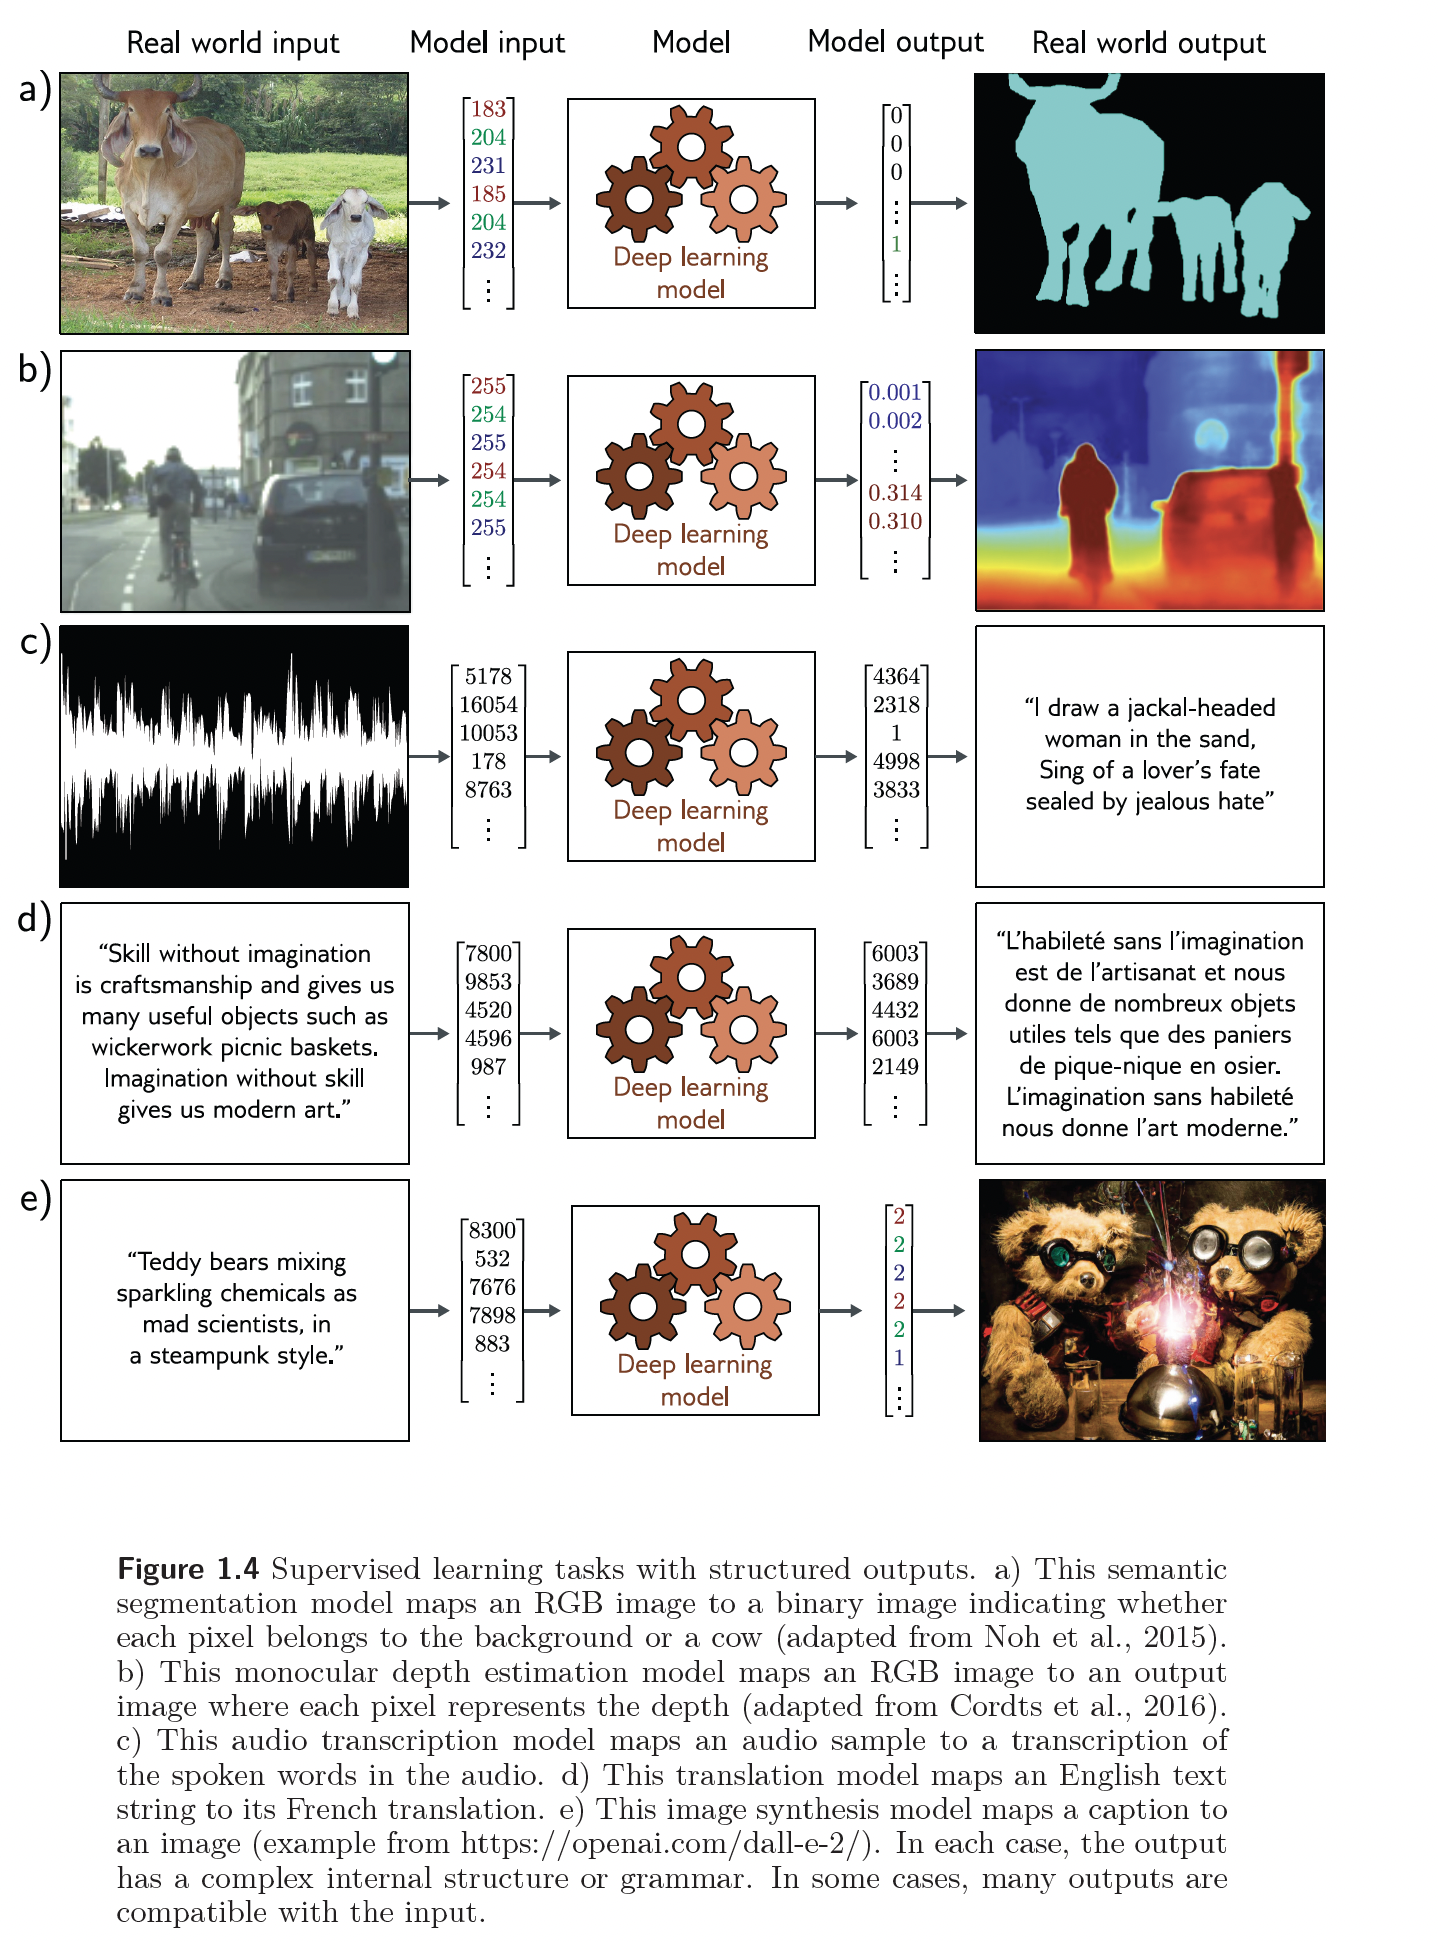 Real world input Model input Model Model output Real world output
a)
183
204
231
185
204
232
⋮
Deep learning
model
0
0
0
⋮
1
⋮
b)
255
254
255
254
254
255
⋮
Deep learning
model
0.001
0.002
⋮
0.314
0.310
⋮
c)
5178
16054
10053
178
8763
⋮
Deep learning
model
4364
2318
1
4998
3833
⋮
“I draw a jackal-headed
woman in the sand,
Sing of a lover’s fate
sealed by jealous hate”
d)
“Skill without imagination
is craftsmanship and gives us
many useful objects such as
wickerwork picnic baskets.
Imagination without skill
gives us modern art.”
7800
9853
4520
4596
987
⋮
Deep learning
model
6003
3689
4432
6003
2149
⋮
“L’habileté sans l’imagination
est de l’artisanat et nous
donne de nombreux objets
utiles tels que des paniers
de pique-nique en osier.
L’imagination sans habileté
nous donne l’art moderne.”
e)
“Teddy bears mixing
sparkling chemicals as
mad scientists, in
a steampunk style.”
8300
532
7676
7898
883
⋮
Deep learning
model
2
2
2
2
2
1
⋮
Figure 1.4 Supervised learning tasks with structured outputs. a) This semantic
segmentation model maps an RGB image to a binary image indicating whether
each pixel belongs to the background or a cow (adapted from Noh et al., 2015).
b) This monocular depth estimation model maps an RGB image to an output
image where each pixel represents the depth (adapted from Cordts et al., 2016).
c) This audio transcription model maps an audio sample to a transcription of
the spoken words in the audio. d) This translation model maps an English text
string to its French translation. e) This image synthesis model maps a caption to
an image (example from https://openai.com/dall-e-2/). In each case, the output
has a complex internal structure or grammar. In some cases, many outputs are
compatible with the input.